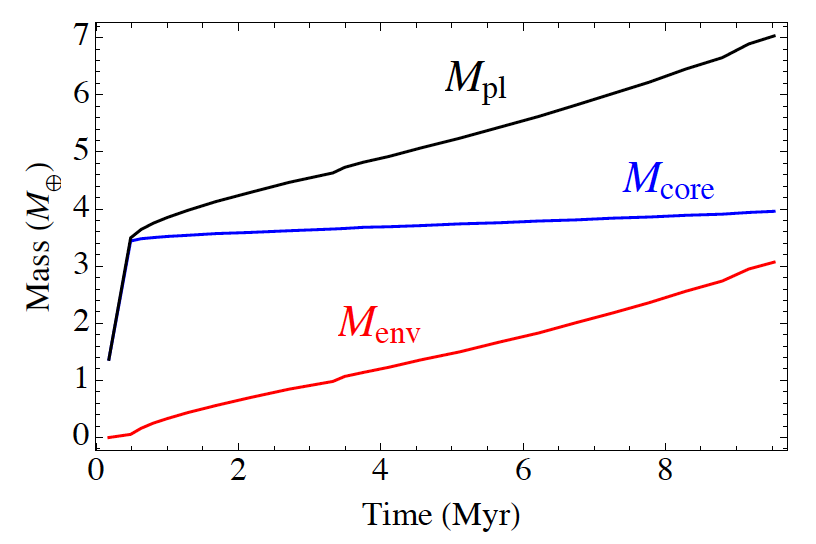 7
6
5
4
3
2
1
0
Mass (M⊕)
M_pl
M_core
M_env
0 2 4 6 8
Time (Myr)